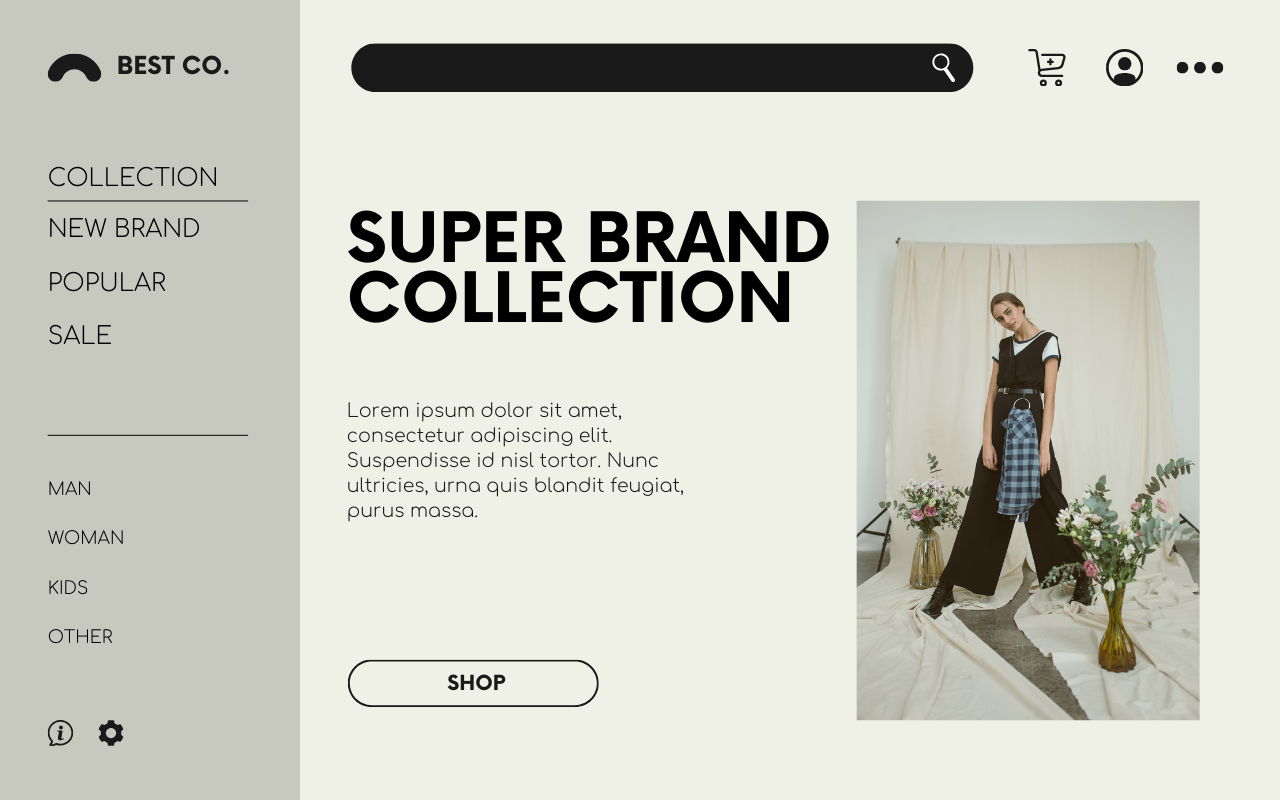 BEST CO.
COLLECTION
NEW BRAND
POPULAR
SALE
MAN
WOMAN
KIDS
OTHER
SUPER BRAND
COLLECTION
Lorem ipsum dolor sit amet,
consectetur adipiscing elit.
Suspendisse id nisl tortor. Nunc
ultricies, urna quis blandit feugiat,
purus massa.
SHOP